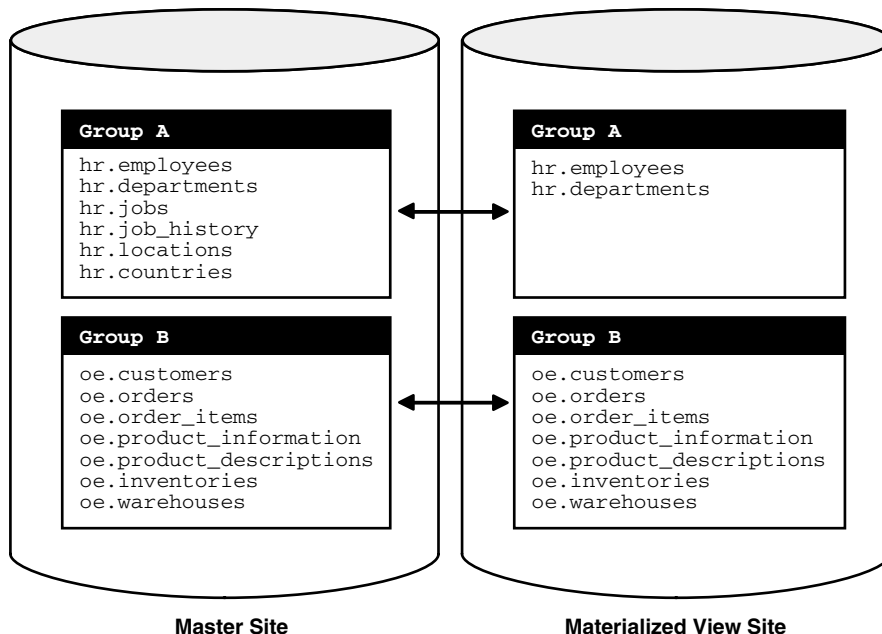 Group A
hr.employees
hr.departments
hr.jobs
hr.job_history
hr.locations
hr.countries
Group B
oe.customers
oe.orders
oe.order_items
oe.product_information
oe.product_descriptions
oe.inventories
oe.warehouses
Master Site
Group A
hr.employees
hr.departments
Group B
oe.customers
oe.orders
oe.order_items
oe.product_information
oe.product_descriptions
oe.inventories
oe.warehouses
Materialized View Site